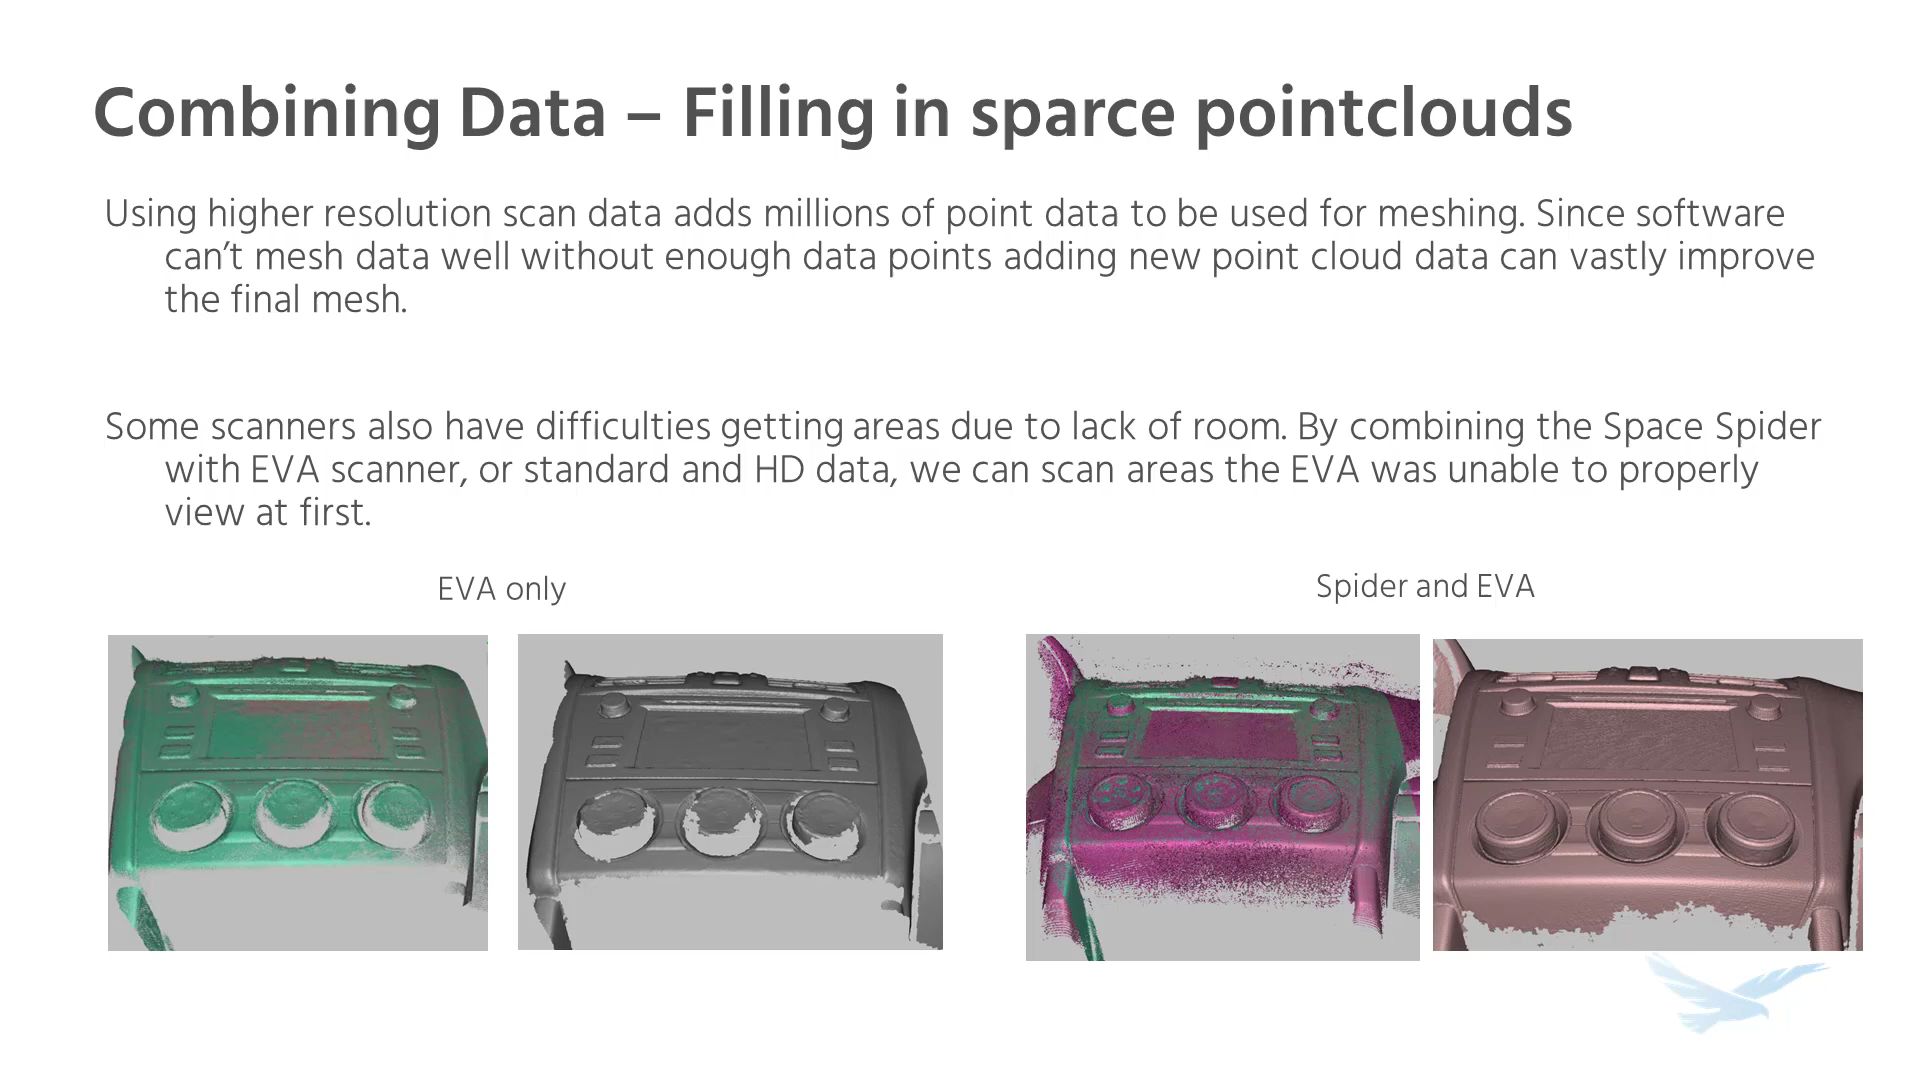 Combining Data – Filling in sparce pointclouds
Using higher resolution scan data adds millions of point data to be used for meshing. Since software
can’t mesh data well without enough data points adding new point cloud data can vastly improve
the final mesh.
Some scanners also have difficulties getting areas due to lack of room. By combining the Space Spider
with EVA scanner, or standard and HD data, we can scan areas the EVA was unable to properly
view at first.
EVA only
Spider and EVA